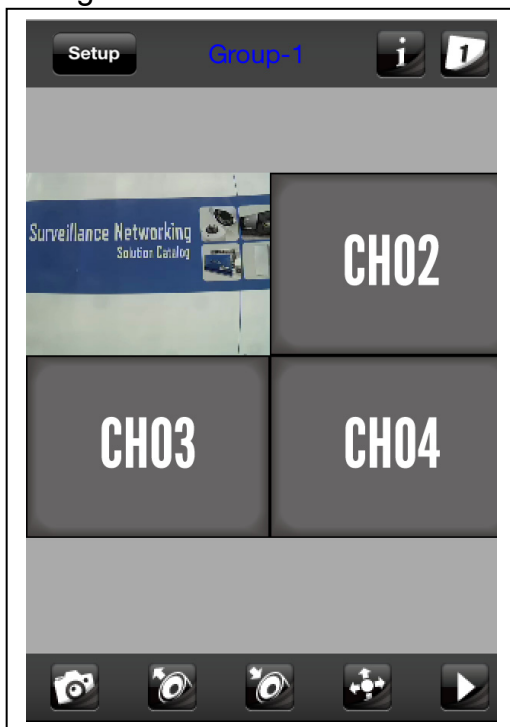 Setup
Group-1
i
1
Surveillance Networking
Solution Catalog
CH02
CH03
CH04